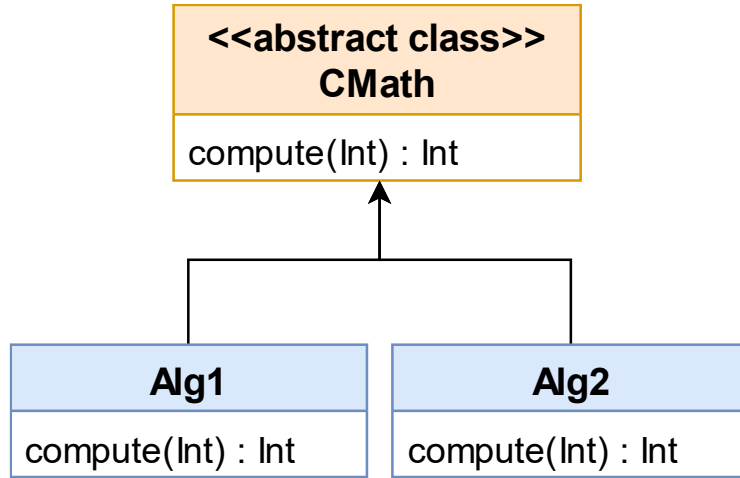 <<abstract class>>
CMath
compute(Int) : Int
Alg1
compute(Int) : Int
Alg2
compute(Int) : Int